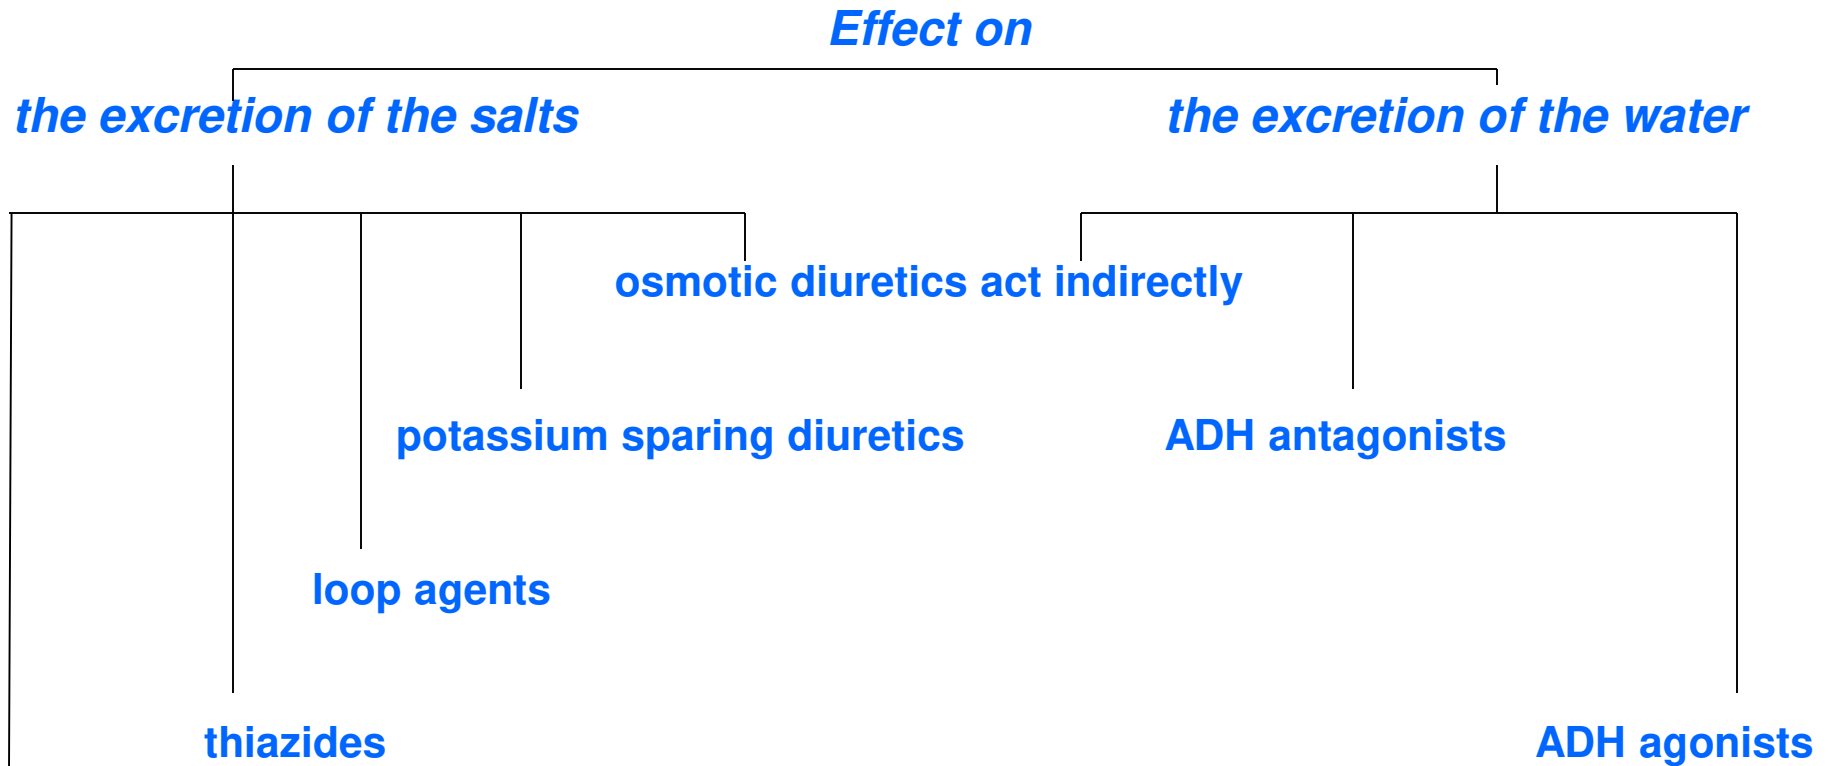 Effect on
the excretion of the salts
the excretion of the water
osmotic diuretics act indirectly
potassium sparing diuretics
ADH antagonists
loop agents
thiazides
ADH agonists